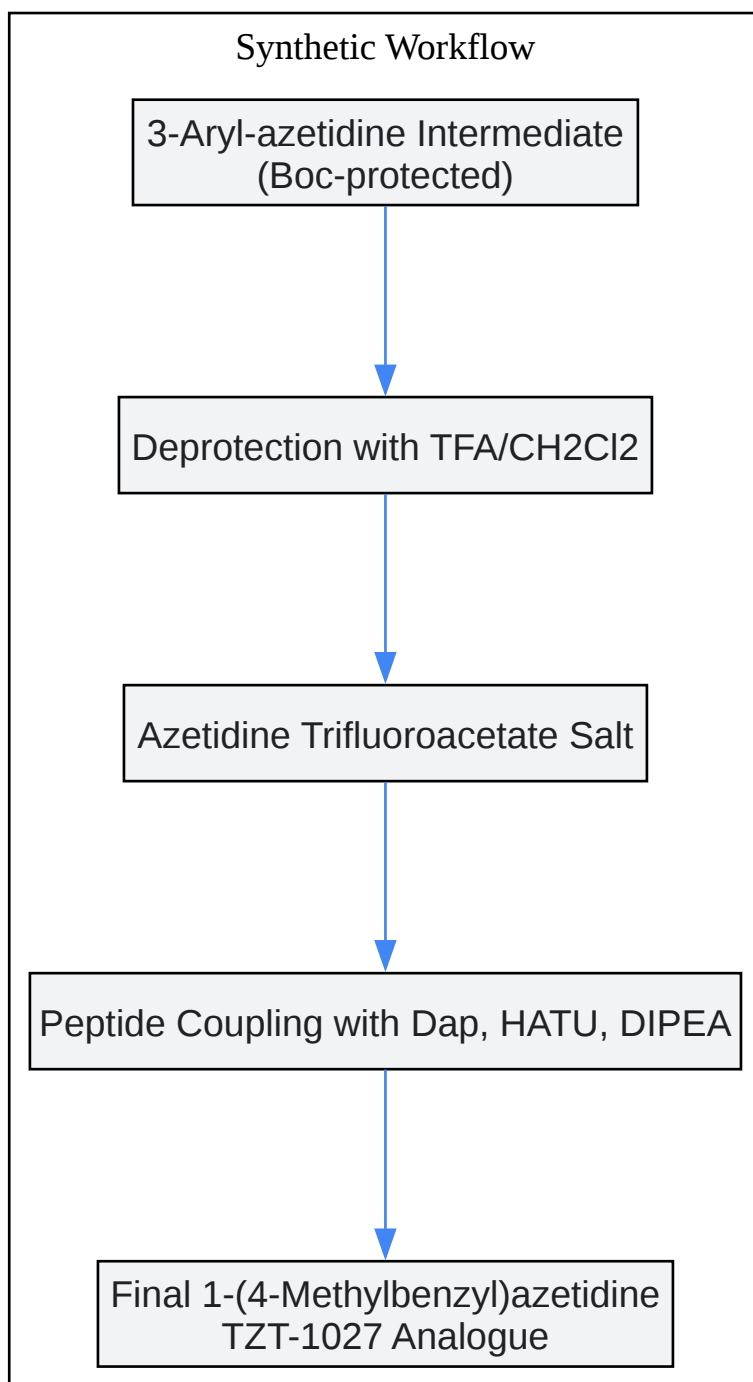 Synthetic Workflow
3-Aryl-azetidine Intermediate
(Boc-protected)
Deprotection with TFA/CH2Cl2
Azetidine Trifluoroacetate Salt
Peptide Coupling with Dap, HATU, DIPEA
Final 1-(4-Methylbenzyl)azetidine
TZT-1027 Analogue